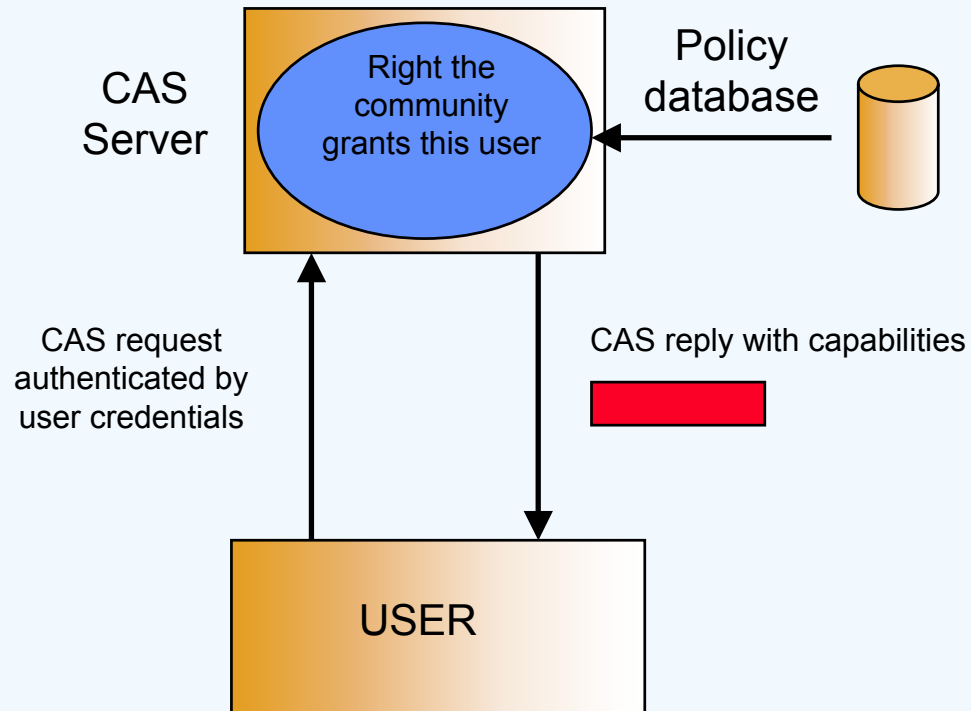 CAS
Server
Right the
community
grants this user
Policy
database
CAS request
authenticated by
user credentials
CAS reply with capabilities
USER